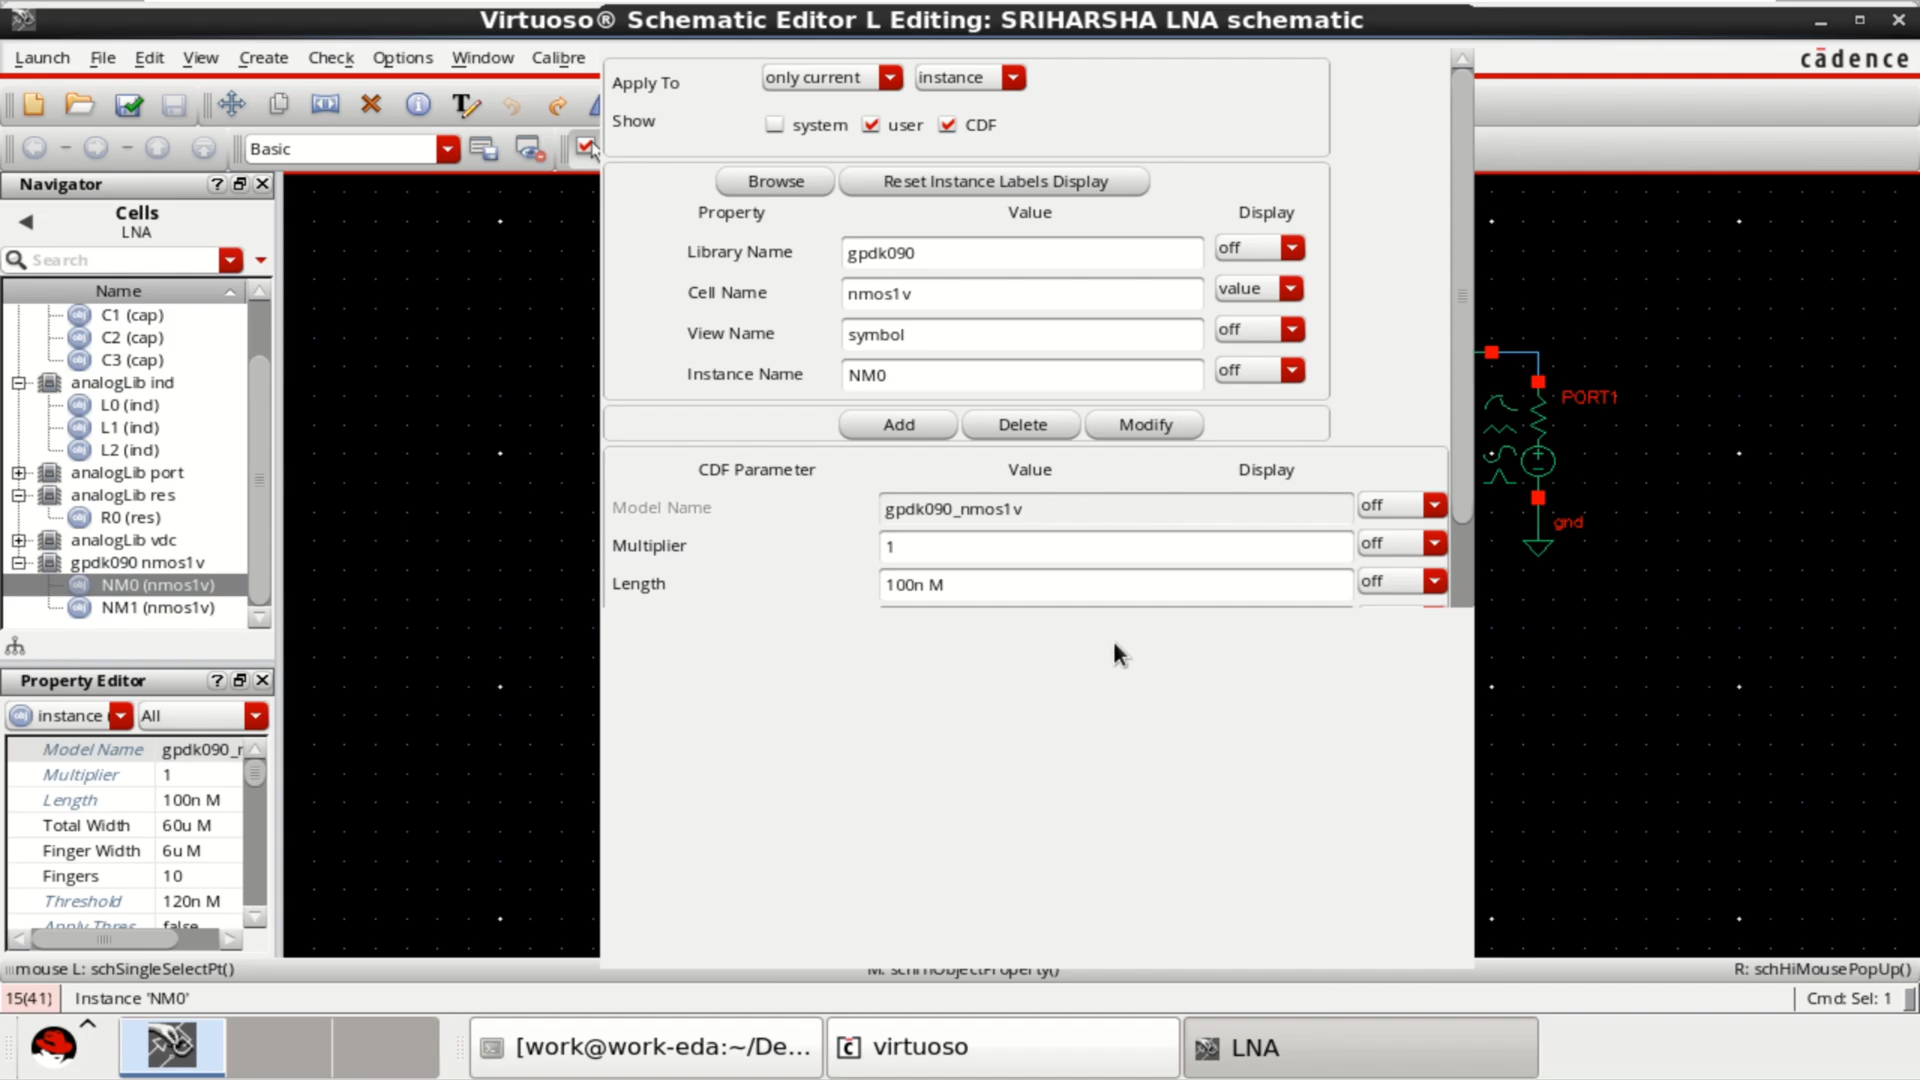 Virtuoso® Schematic Editor L Editing: SRIHARSHA LNA schematic
Launch File Edit View Create Check Options Window Calibre
cādence
Apply To only current instance
Show system user CDF
Basic
Browse Reset Instance Labels Display
Property Value Display
Library Name gpdk090 off
Cell Name nmos1v value
View Name symbol off
Instance Name NM0 off
Add Delete Modify
CDF Parameter Value Display
Model Name gpdk090_nmos1v off
Multiplier 1 off
Length 100n M off
Navigator ?
Cells
LNA
Search
Name
C1 (cap)
C2 (cap)
C3 (cap)
analogLib ind
L0 (ind)
L1 (ind)
L2 (ind)
analogLib port
analogLib res
R0 (res)
analogLib vdc
gpdk090 nmos1v
NM0 (nmos1v)
NM1 (nmos1v)
Property Editor ?
instance All
Model Name gpdk090_r
Multiplier 1
Length 100n M
Total Width 60u M
Finger Width 6u M
Fingers 10
Threshold 120n M
Apply Thres false
PORT1
gnd
mouse L: schSingleSelectPt()
M: schHiObjectProperty()
R: schHiMousePopUp()
15(41) Instance 'NM0'
Cmd: Sel: 1
[work@work-eda:~/De...
virtuoso
LNA